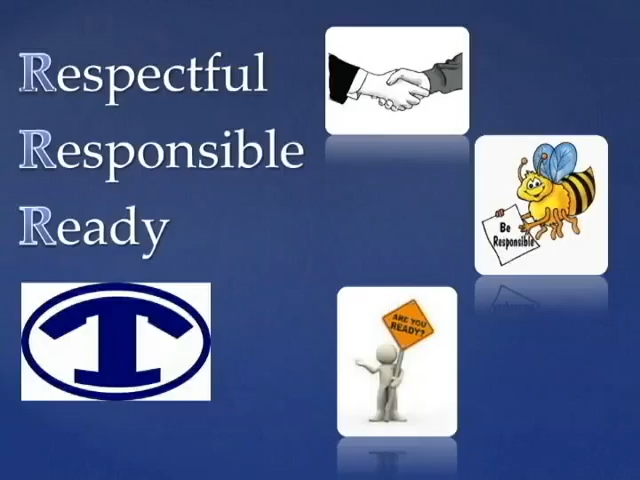 Respectful
Responsible
Ready
Be
Responsible
ARE YOU
READY?
T